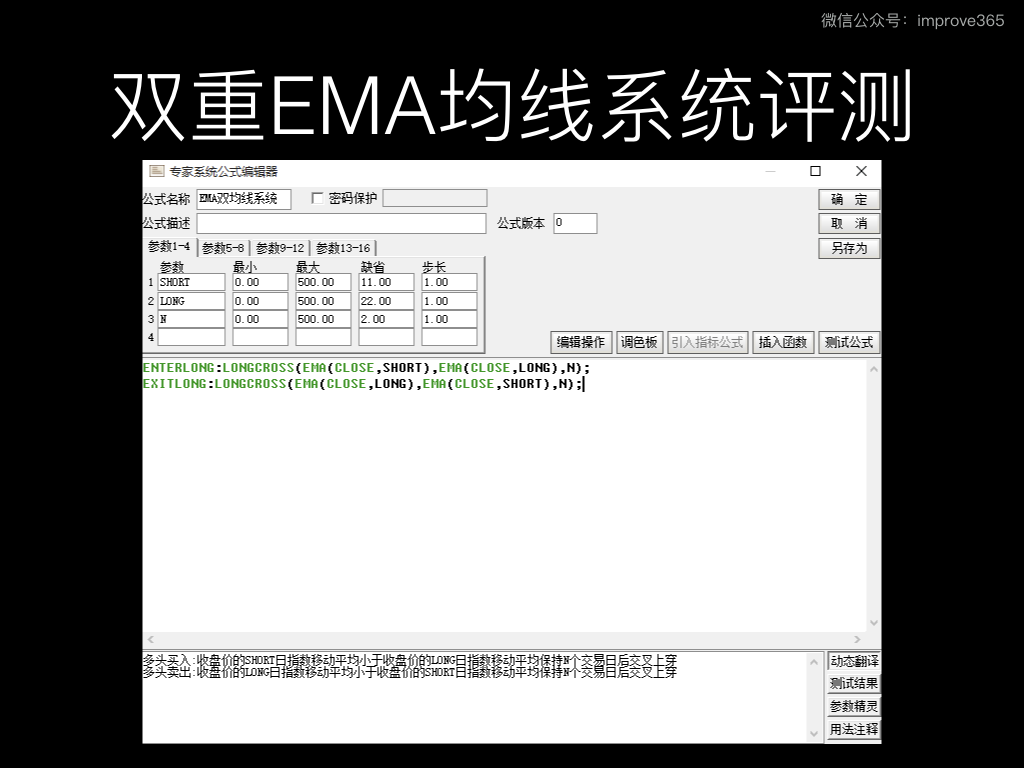 微信公众号：improve365
双重EMA均线系统评测
专家系统公式编辑器
公式名称 EMA双均线系统 密码保护 确 定
公式描述 公式版本 0 取 消
参数1-4 参数5-8 参数9-12 参数13-16 另存为
参数 最小 最大 缺省 步长
1 SHORT 0.00 500.00 11.00 1.00
2 LONG 0.00 500.00 22.00 1.00
3 N 0.00 500.00 2.00 1.00
4
编辑操作 调色板 引入指标公式 插入函数 测试公式
ENTERLONG:LONGCROSS(EMA(CLOSE,SHORT),EMA(CLOSE,LONG),N);
EXITLONG:LONGCROSS(EMA(CLOSE,LONG),EMA(CLOSE,SHORT),N);
多头买入:收盘价的SHORT日指数移动平均小于收盘价的LONG日指数移动平均保持N个交易日后交叉上穿
多头卖出:收盘价的LONG日指数移动平均小于收盘价的SHORT日指数移动平均保持N个交易日后交叉上穿
动态翻译
测试结果
参数精灵
用法注释